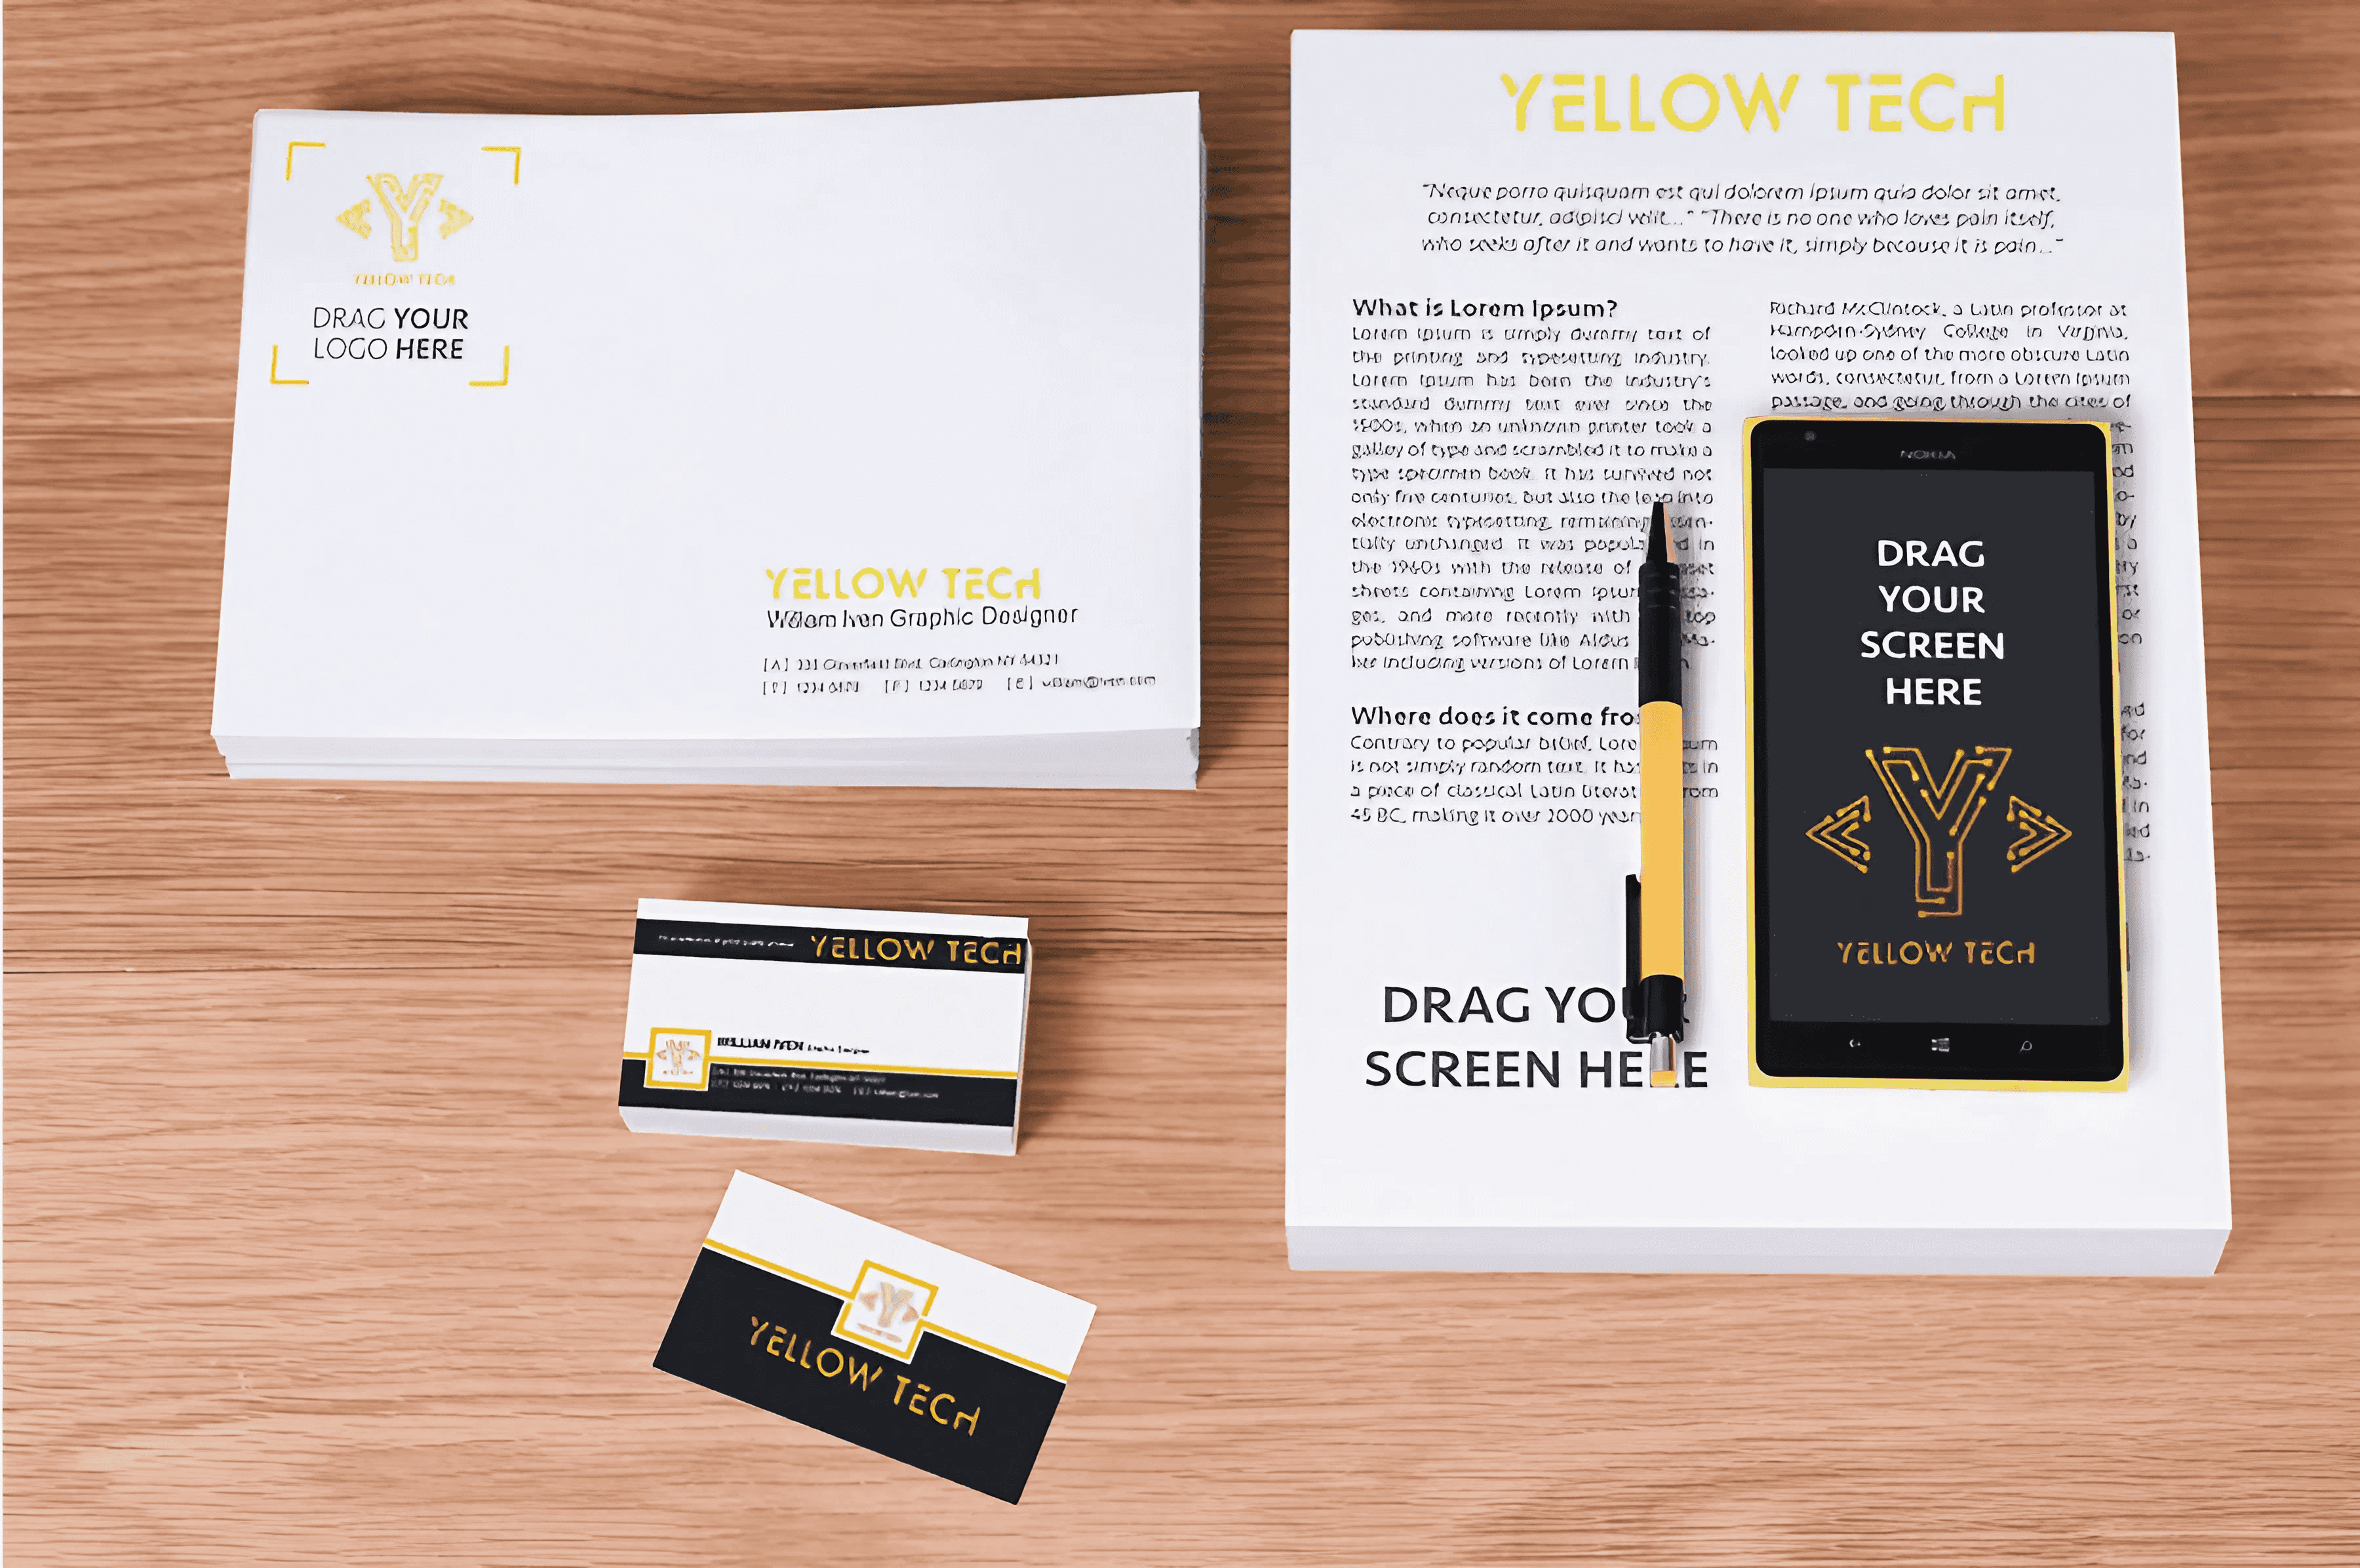 YELLOW TECH
DRAG YOUR
LOGO HERE
YELLOW TECH
Graphic Designer
YELLOW TECH
YELLOW TECH
YELLOW TECH
"Neque porro quisquam est qui dolorem ipsum quia dolor sit amet,
consectetur, adipisci velit..." "There is no one who loves pain itself,
who seeks after it and wants to have it, simply because it is pain..."
What is Lorem Ipsum?
Lorem Ipsum is simply dummy text of
the printing and typesetting industry.
Lorem Ipsum has been the industry's
standard dummy text ever since the
when an unknown printer took a
galley of type and scrambled it to make a
type specimen book. It has survived not
only five centuries, but also the leap into
electronic typesetting, remaining
unchanged. It was in
the 1960s with the release of
sheets containing Lorem
and more recently with
publishing software like Aldus
including versions of Lorem
Where does it come fro
Contrary to popular belief, Lore
is not simply random text. It has in
a piece of classical Latin
45 BC, making it over 2000
DRAG YOU
SCREEN HE E
Richard McClintock, a Latin professor at
Hampden-Sydney College in Virginia,
looked up one of the more obscure Latin
words, consectetur, from a Lorem Ipsum
passage, and going through the cites of
NOKIA
DRAG
YOUR
SCREEN
HERE
YELLOW TECH